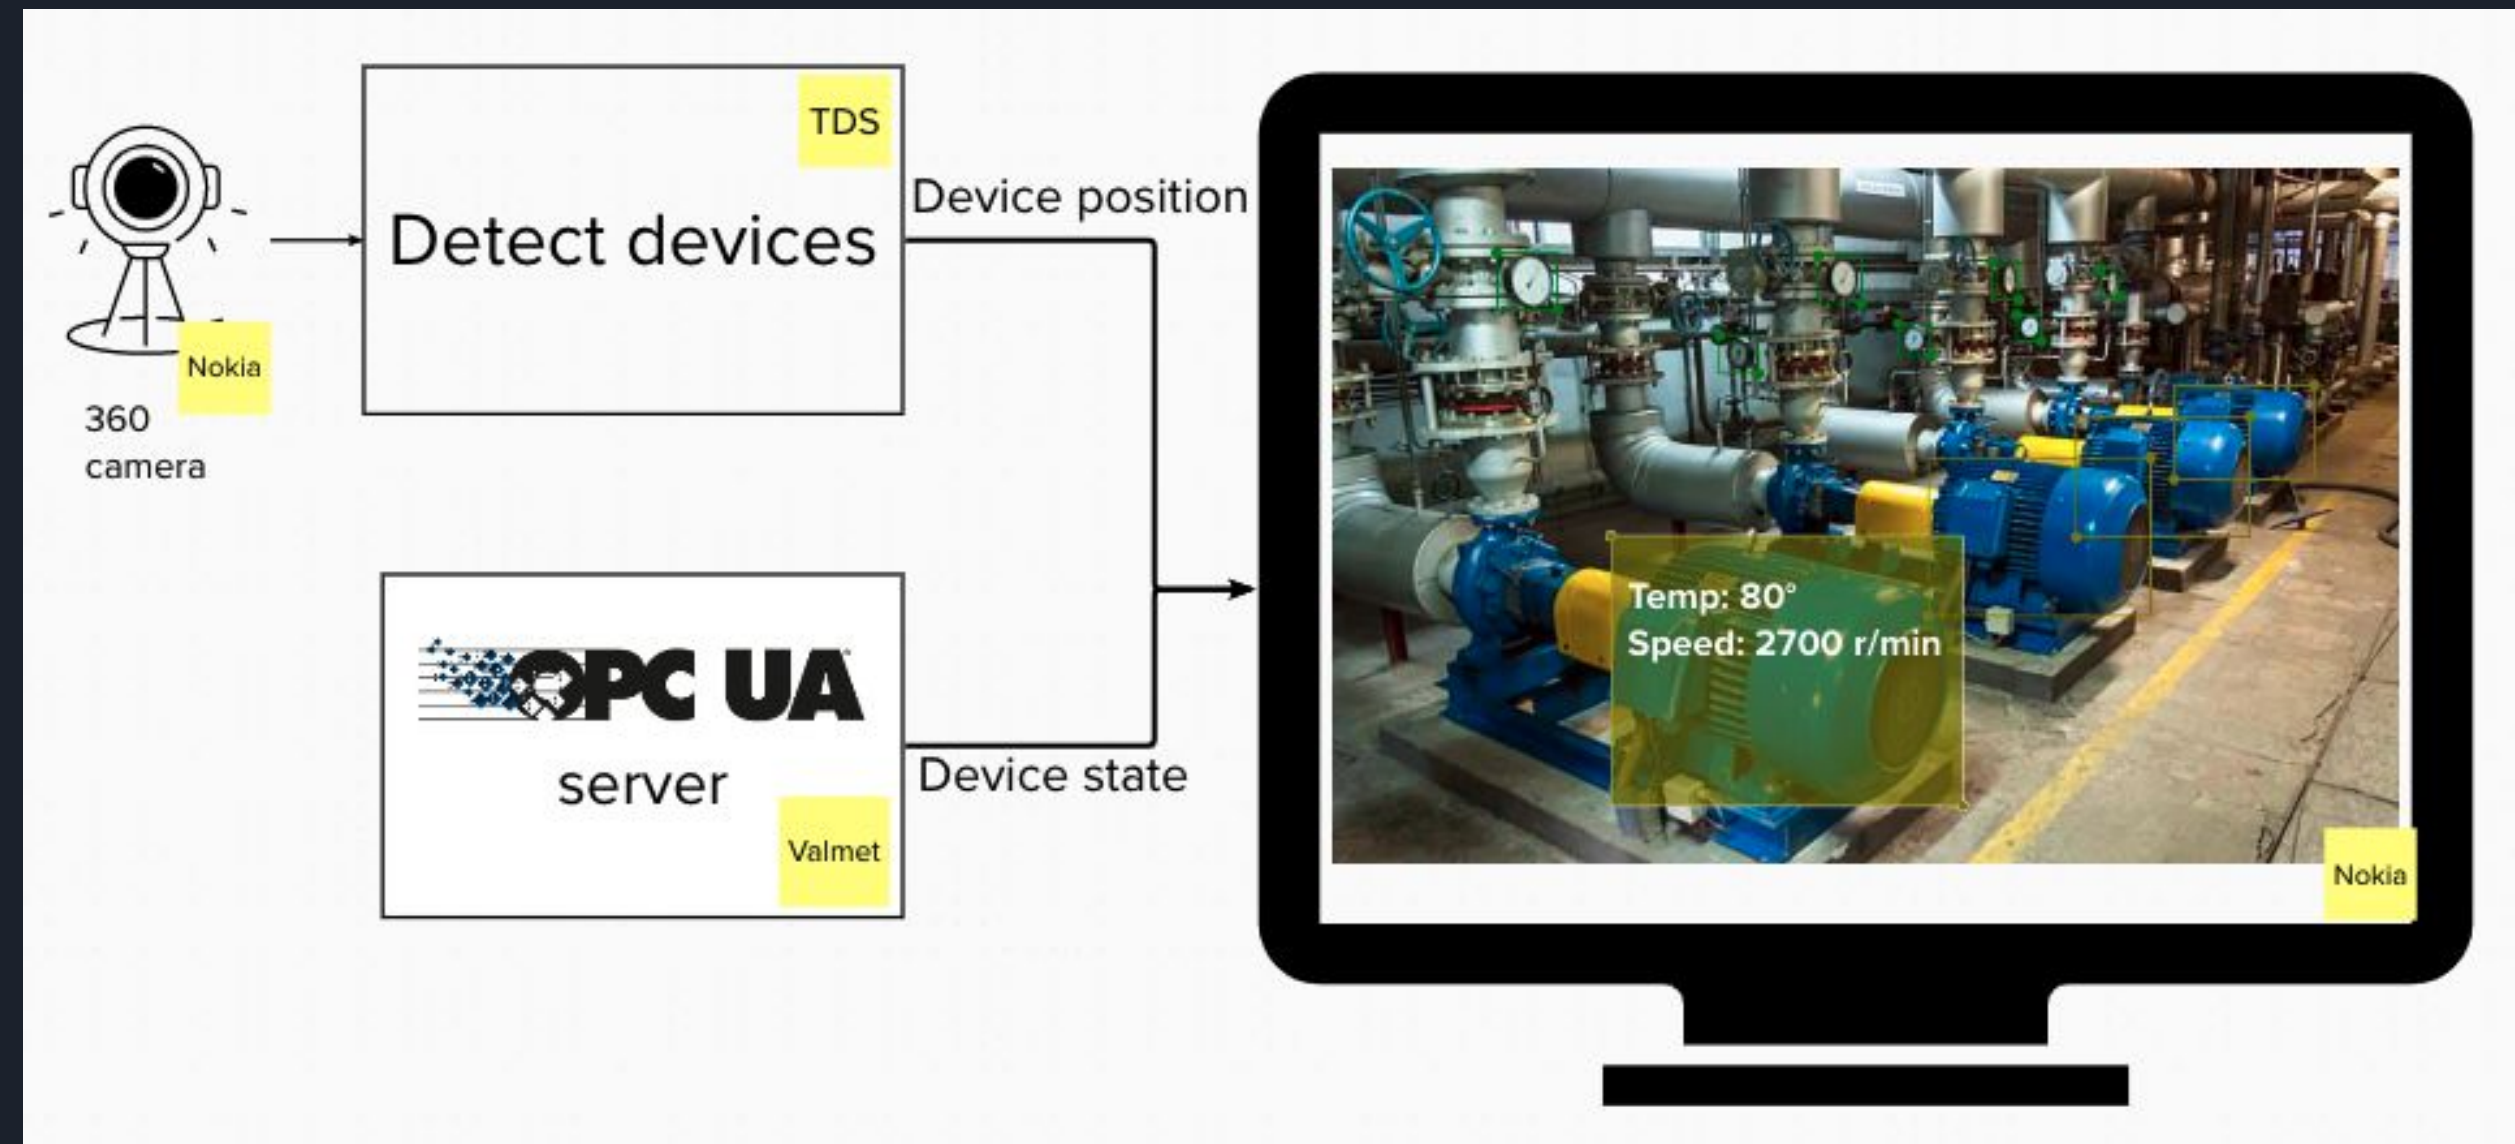 TDS
Detect devices
Device position
Nokia
360
camera
OPC UA
server
Valmet
Device state
Temp: 80°
Speed: 2700 r/min
Nokia